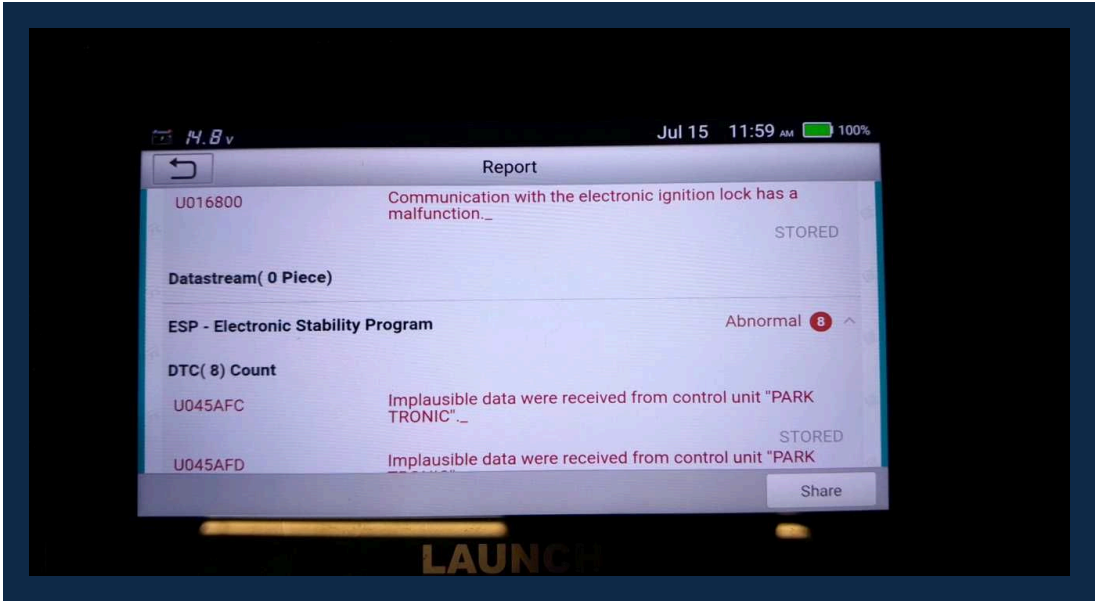 14.8 v
Jul 15 11:59 AM 100%
Report
U016800
Communication with the electronic ignition lock has a
malfunction._
STORED
Datastream( 0 Piece)
ESP - Electronic Stability Program
Abnormal 8
DTC( 8) Count
U045AFC
Implausible data were received from control unit "PARK
TRONIC"._
STORED
U045AFD
Implausible data were received from control unit "PARK
Share
LAUNCH